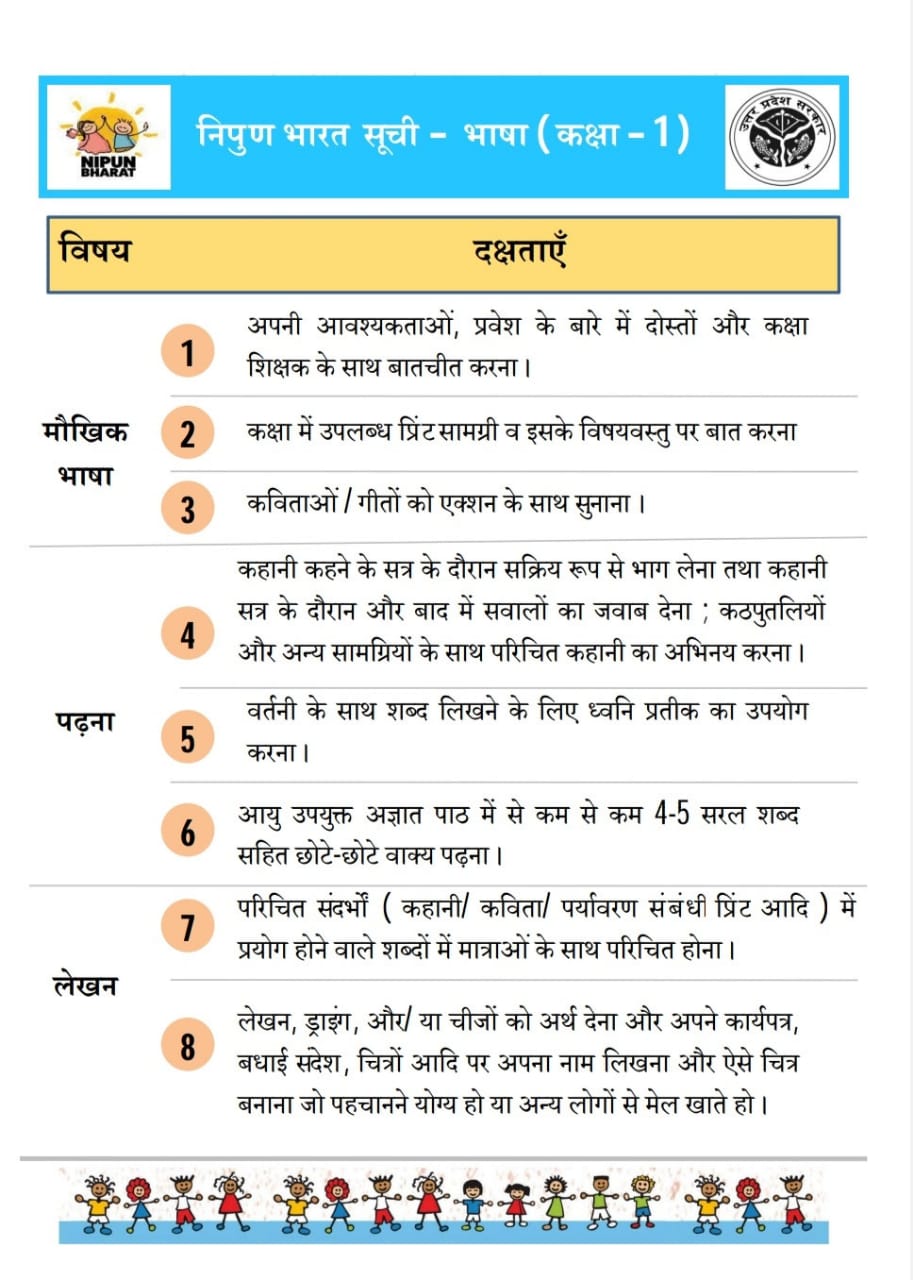 NIPUN
BHARAT
निपुण भारत सूची - भाषा ( कक्षा - 1 )
उत्तर प्रदेश सरकार
विषय
दक्षताएँ
मौखिक
भाषा
1
अपनी आवश्यकताओं, प्रवेश के बारे में दोस्तों और कक्षा
शिक्षक के साथ बातचीत करना ।
2
कक्षा में उपलब्ध प्रिंट सामग्री व इसके विषयवस्तु पर बात करना
3
कविताओं / गीतों को एक्शन के साथ सुनाना ।
पढ़ना
4
कहानी कहने के सत्र के दौरान सक्रिय रूप से भाग लेना तथा कहानी
सत्र के दौरान और बाद में सवालों का जवाब देना ; कठपुतलियों
और अन्य सामग्रियों के साथ परिचित कहानी का अभिनय करना ।
5
वर्तनी के साथ शब्द लिखने के लिए ध्वनि प्रतीक का उपयोग
करना ।
6
आयु उपयुक्त अज्ञात पाठ में से कम से कम 4-5 सरल शब्द
सहित छोटे-छोटे वाक्य पढ़ना ।
लेखन
7
परिचित संदर्भों ( कहानी/ कविता/ पर्यावरण संबंधी प्रिंट आदि ) में
प्रयोग होने वाले शब्दों में मात्राओं के साथ परिचित होना ।
8
लेखन, ड्राइंग, और/ या चीजों को अर्थ देना और अपने कार्यपत्र,
बधाई संदेश, चित्रों आदि पर अपना नाम लिखना और ऐसे चित्र
बनाना जो पहचानने योग्य हो या अन्य लोगों से मेल खाते हो ।